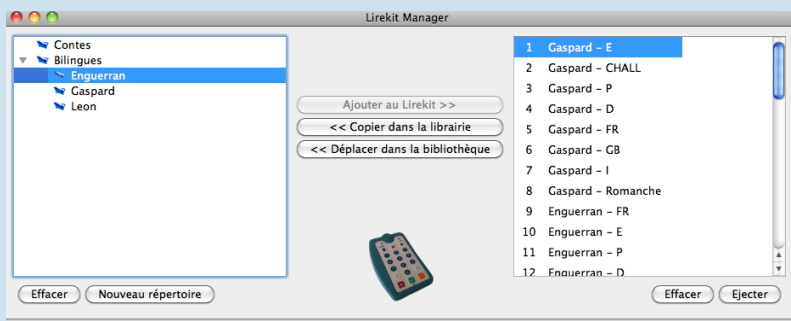 Lirekit Manager
Contes
Bilingues
Enguerran
Gaspard
Leon
Ajouter au Lirekit >>
<< Copier dans la librairie
<< Déplacer dans la bibliothèque
1 Gaspard – E
2 Gaspard – CHALL
3 Gaspard – P
4 Gaspard – D
5 Gaspard – FR
6 Gaspard – GB
7 Gaspard – I
8 Gaspard – Romanche
9 Enguerran – FR
10 Enguerran – E
11 Enguerran – P
12 Enguerran – D
Effacer Nouveau répertoire
Effacer Ejecter